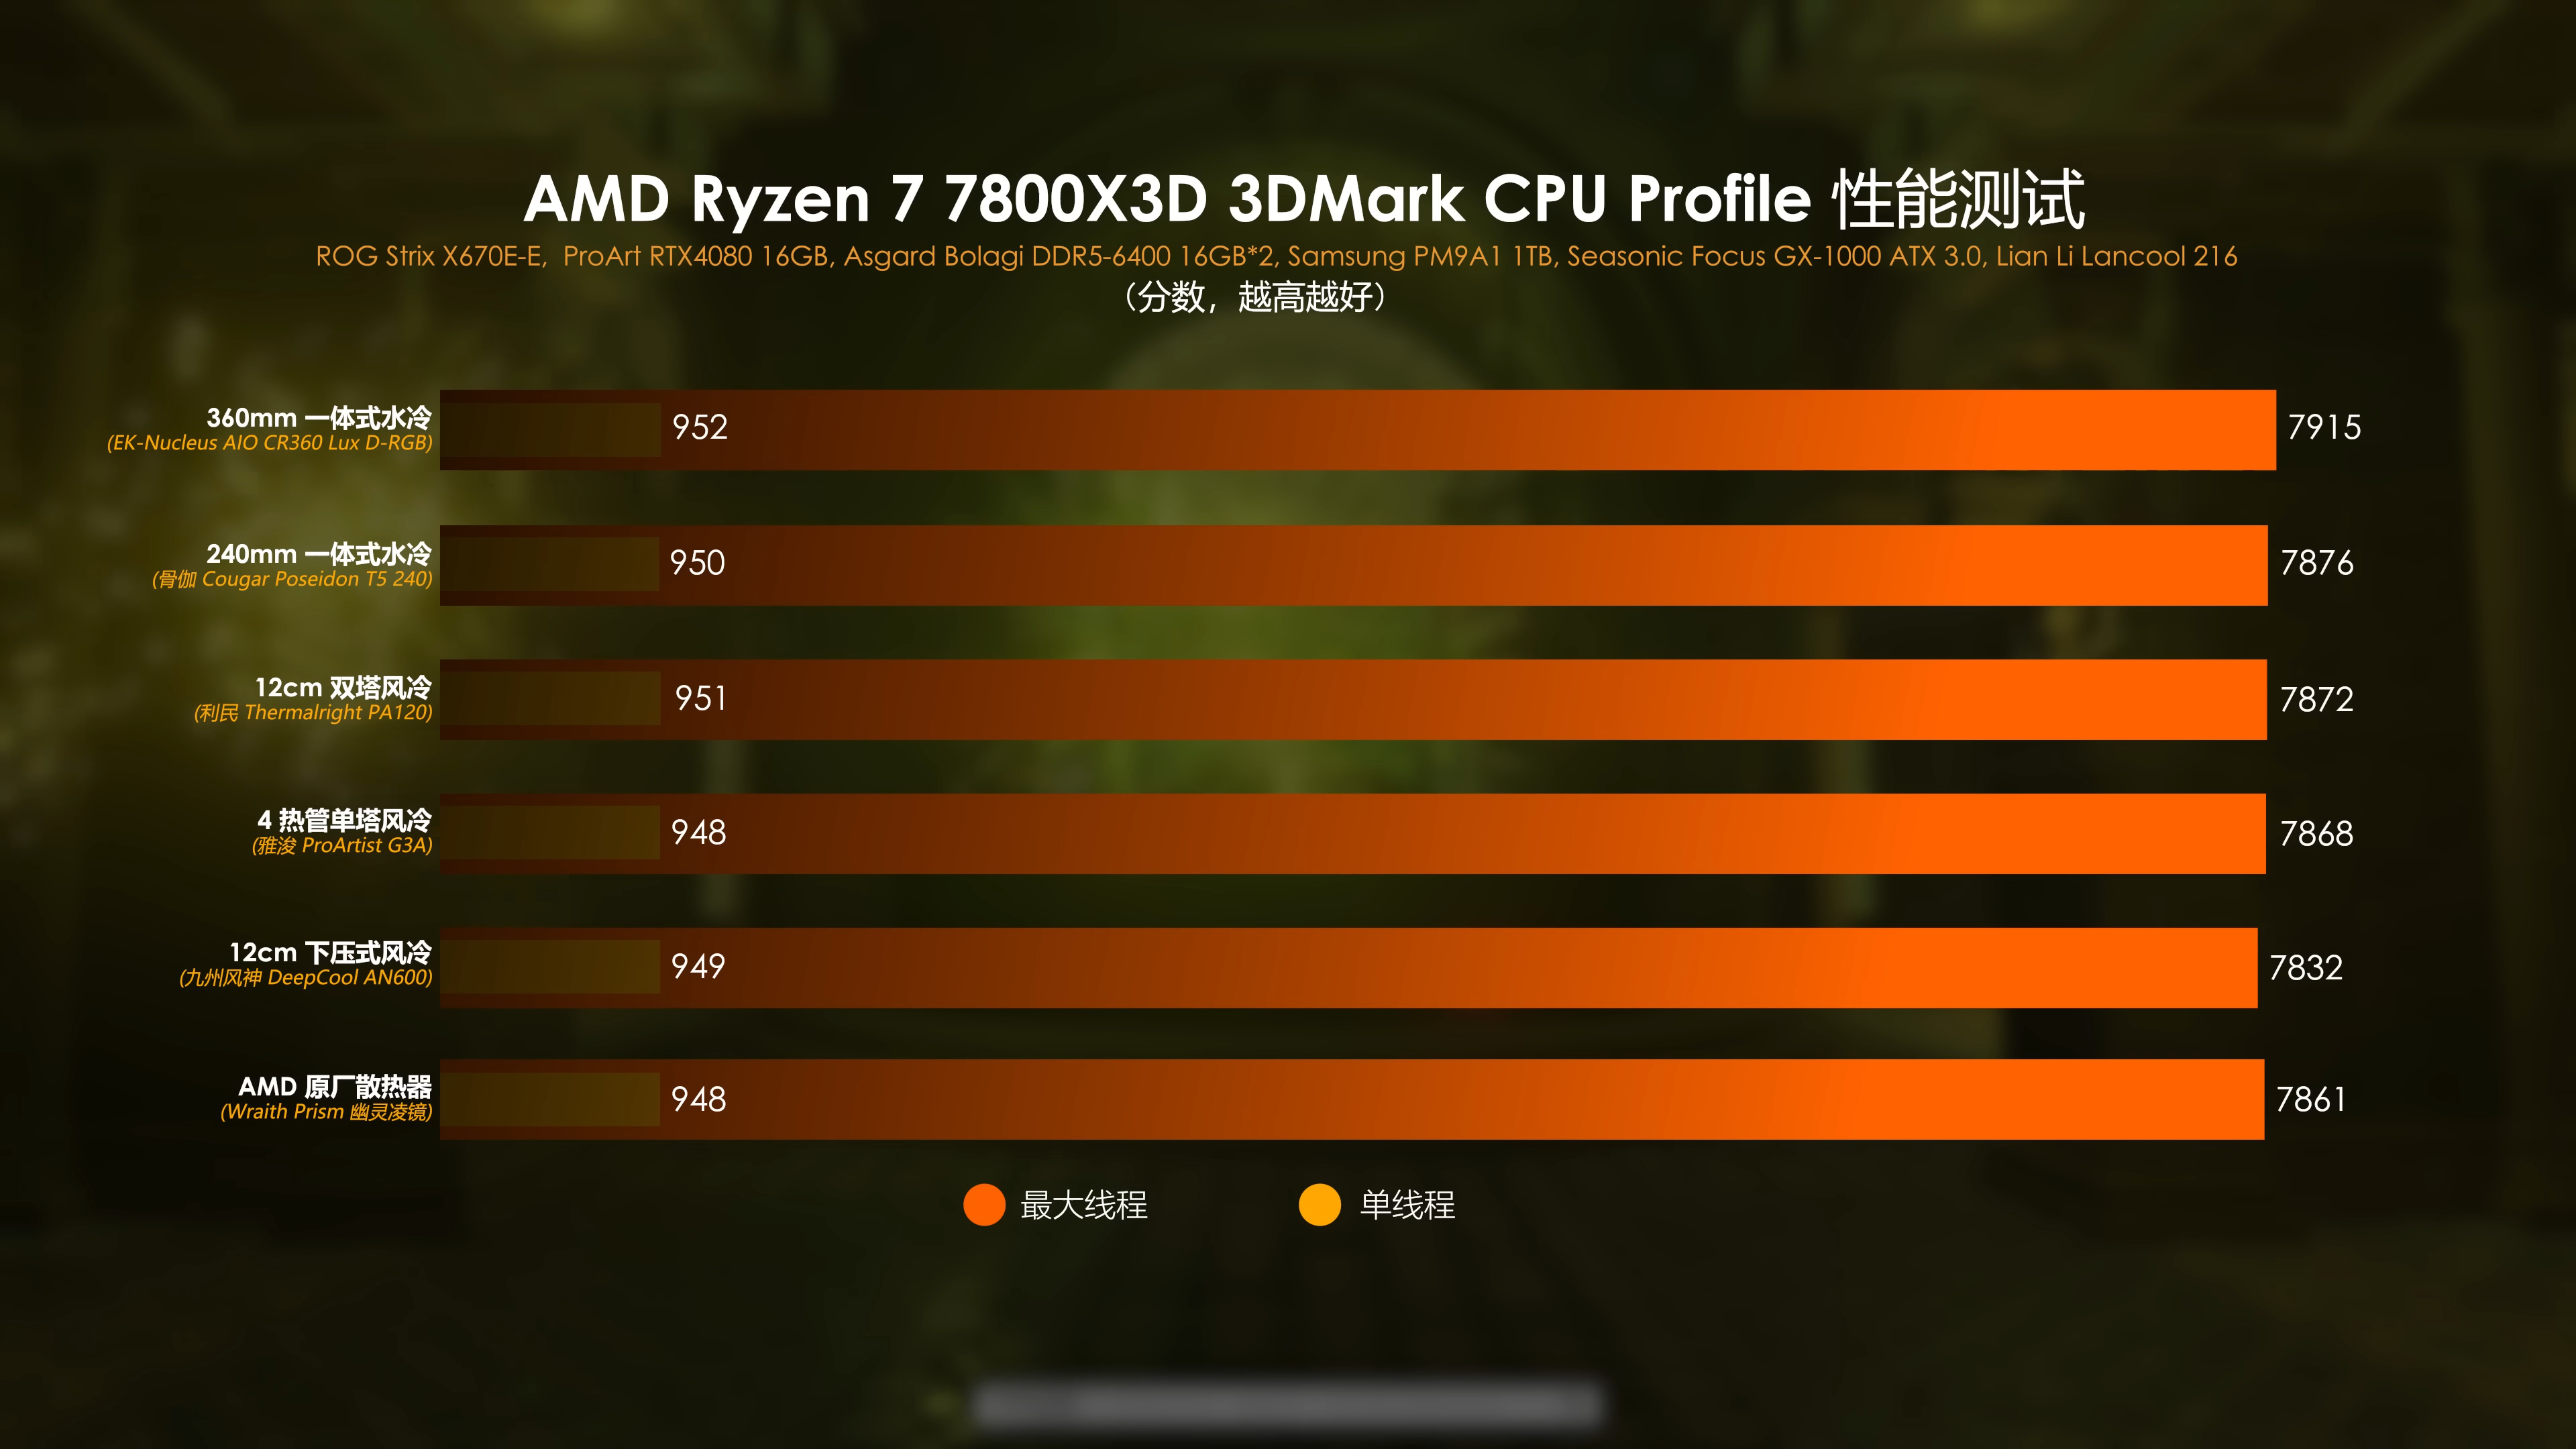 AMD Ryzen 7 7800X3D 3DMark CPU Profile 性能测试
ROG Strix X670E-E, ProArt RTX4080 16GB, Asgard Bolagi DDR5-6400 16GB*2, Samsung PM9A1 1TB, Seasonic Focus GX-1000 ATX 3.0, Lian Li Lancool 216
（分数，越高越好）
360mm 一体式水冷
(EK-Nucleus AIO CR360 Lux D-RGB)
952
7915
240mm 一体式水冷
(骨伽 Cougar Poseidon T5 240)
950
7876
12cm 双塔风冷
(利民 Thermalright PA120)
951
7872
4 热管单塔风冷
(雅浚 ProArtist G3A)
948
7868
12cm 下压式风冷
(九州风神 DeepCool AN600)
949
7832
AMD 原厂散热器
(Wraith Prism 幽灵凌镜)
948
7861
最大线程
单线程